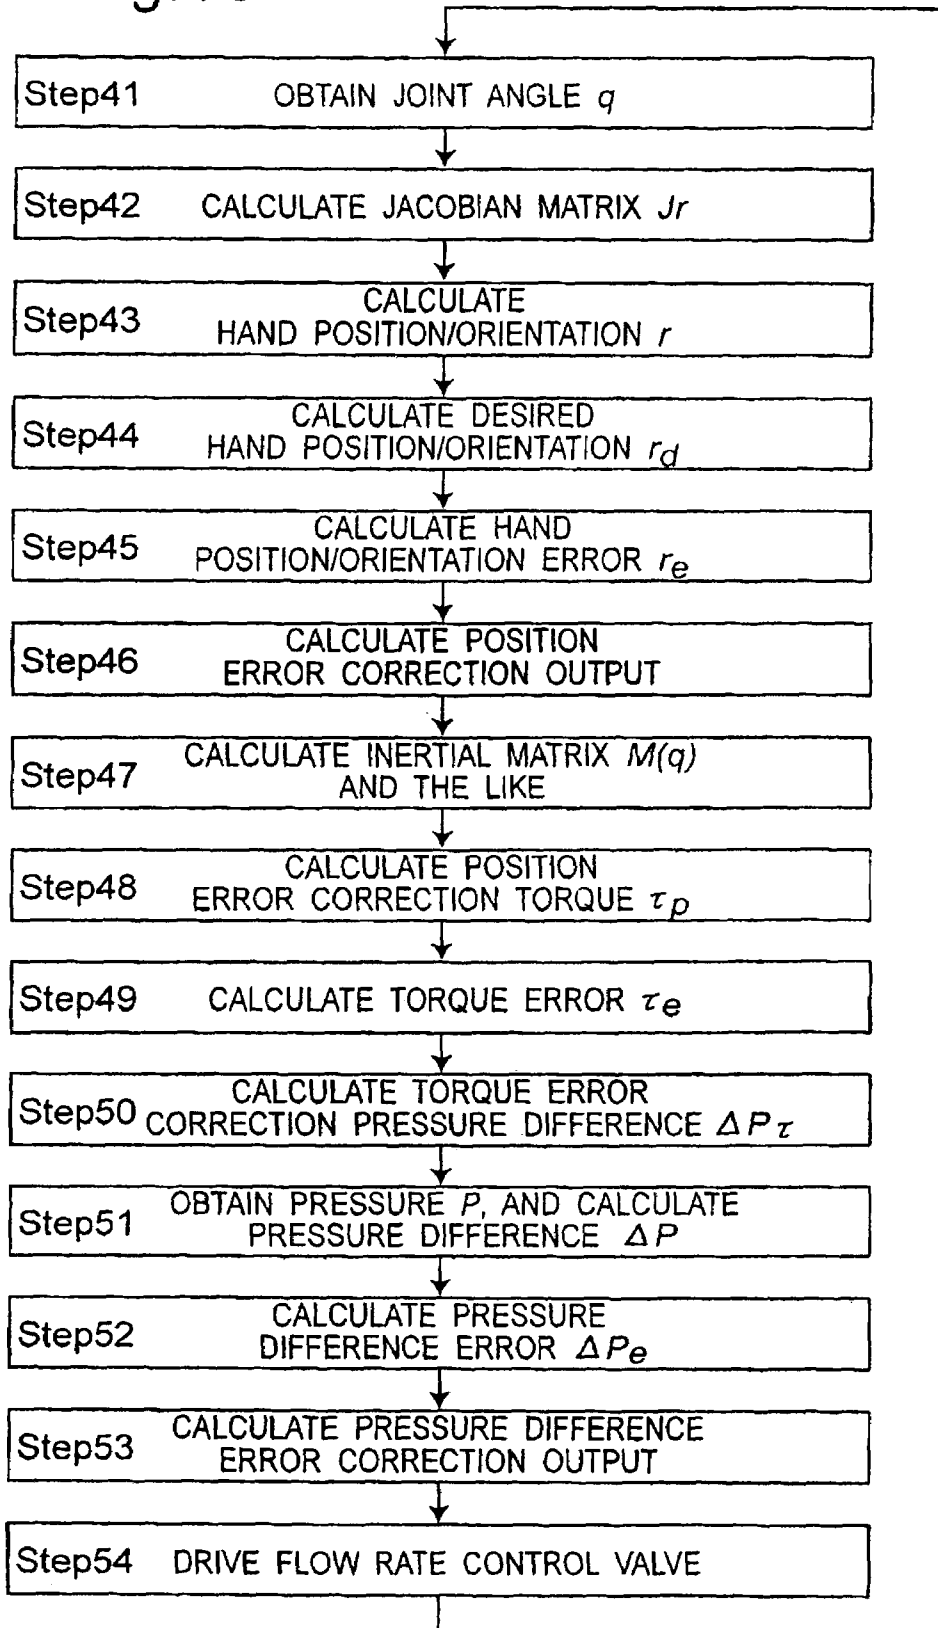 Step41 OBTAIN JOINT ANGLE q
Step42 CALCULATE JACOBIAN MATRIX Jr
Step43 CALCULATE
HAND POSITION/ORIENTATION r
Step44 CALCULATE DESIRED
HAND POSITION/ORIENTATION rd
Step45 CALCULATE HAND
POSITION/ORIENTATION ERROR re
Step46 CALCULATE POSITION
ERROR CORRECTION OUTPUT
Step47 CALCULATE INERTIAL MATRIX M(q)
AND THE LIKE
Step48 CALCULATE POSITION
ERROR CORRECTION TORQUE τp
Step49 CALCULATE TORQUE ERROR τe
Step50 CALCULATE TORQUE ERROR
CORRECTION PRESSURE DIFFERENCE ΔPτ
Step51 OBTAIN PRESSURE P, AND CALCULATE
PRESSURE DIFFERENCE ΔP
Step52 CALCULATE PRESSURE
DIFFERENCE ERROR ΔPe
Step53 CALCULATE PRESSURE DIFFERENCE
ERROR CORRECTION OUTPUT
Step54 DRIVE FLOW RATE CONTROL VALVE